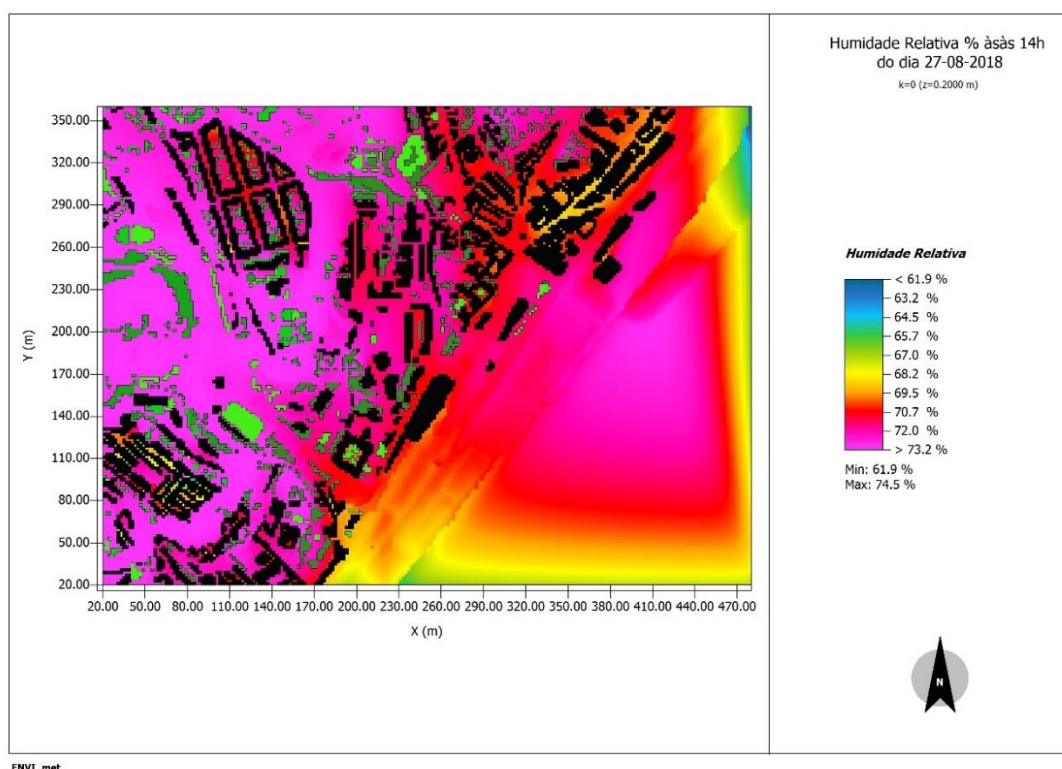 Humidade Relativa % àsàs 14h
do dia 27-08-2018
k=0 (z=0.2000 m)
350.00
320.00
290.00
260.00
230.00
200.00
170.00
140.00
110.00
80.00
50.00
20.00
Y (m)
20.00 50.00 80.00 110.00 140.00 170.00 200.00 230.00 260.00 290.00 320.00 350.00 380.00 410.00 440.00 470.00
X (m)
Humidade Relativa
< 61.9 %
63.2 %
64.5 %
65.7 %
67.0 %
68.2 %
69.5 %
70.7 %
72.0 %
> 73.2 %
Min: 61.9 %
Max: 74.5 %
N
ENVI_met